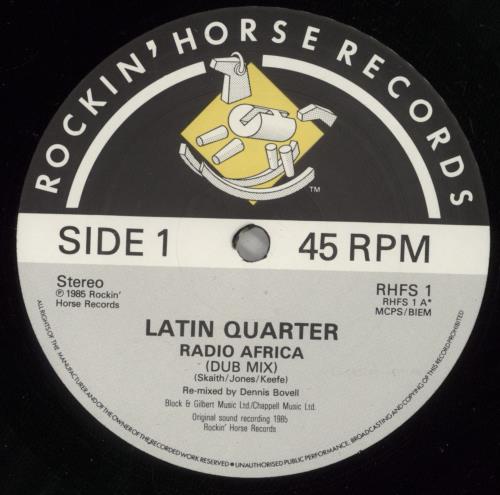 ROCKIN' HORSE RECORDS
TM
SIDE 1
45 RPM
Stereo
℗ 1985 Rockin'
Horse Records
RHFS 1
RHFS 1 A*
MCPS/BIEM
LATIN QUARTER
RADIO AFRICA
(DUB MIX)
(Skaith/Jones/Keefe)
Re-mixed by Dennis Bovell
Block & Gilbert Music Ltd/Chappell Music Ltd.
Original sound recording 1985
Rockin' Horse Records
ALL RIGHTS OF THE MANUFACTURER AND OF THE OWNER OF THE RECORDED WORK RESERVED • UNAUTHORISED PUBLIC PERFORMANCE, BROADCASTING AND COPYING OF THIS RECORD PROHIBITED